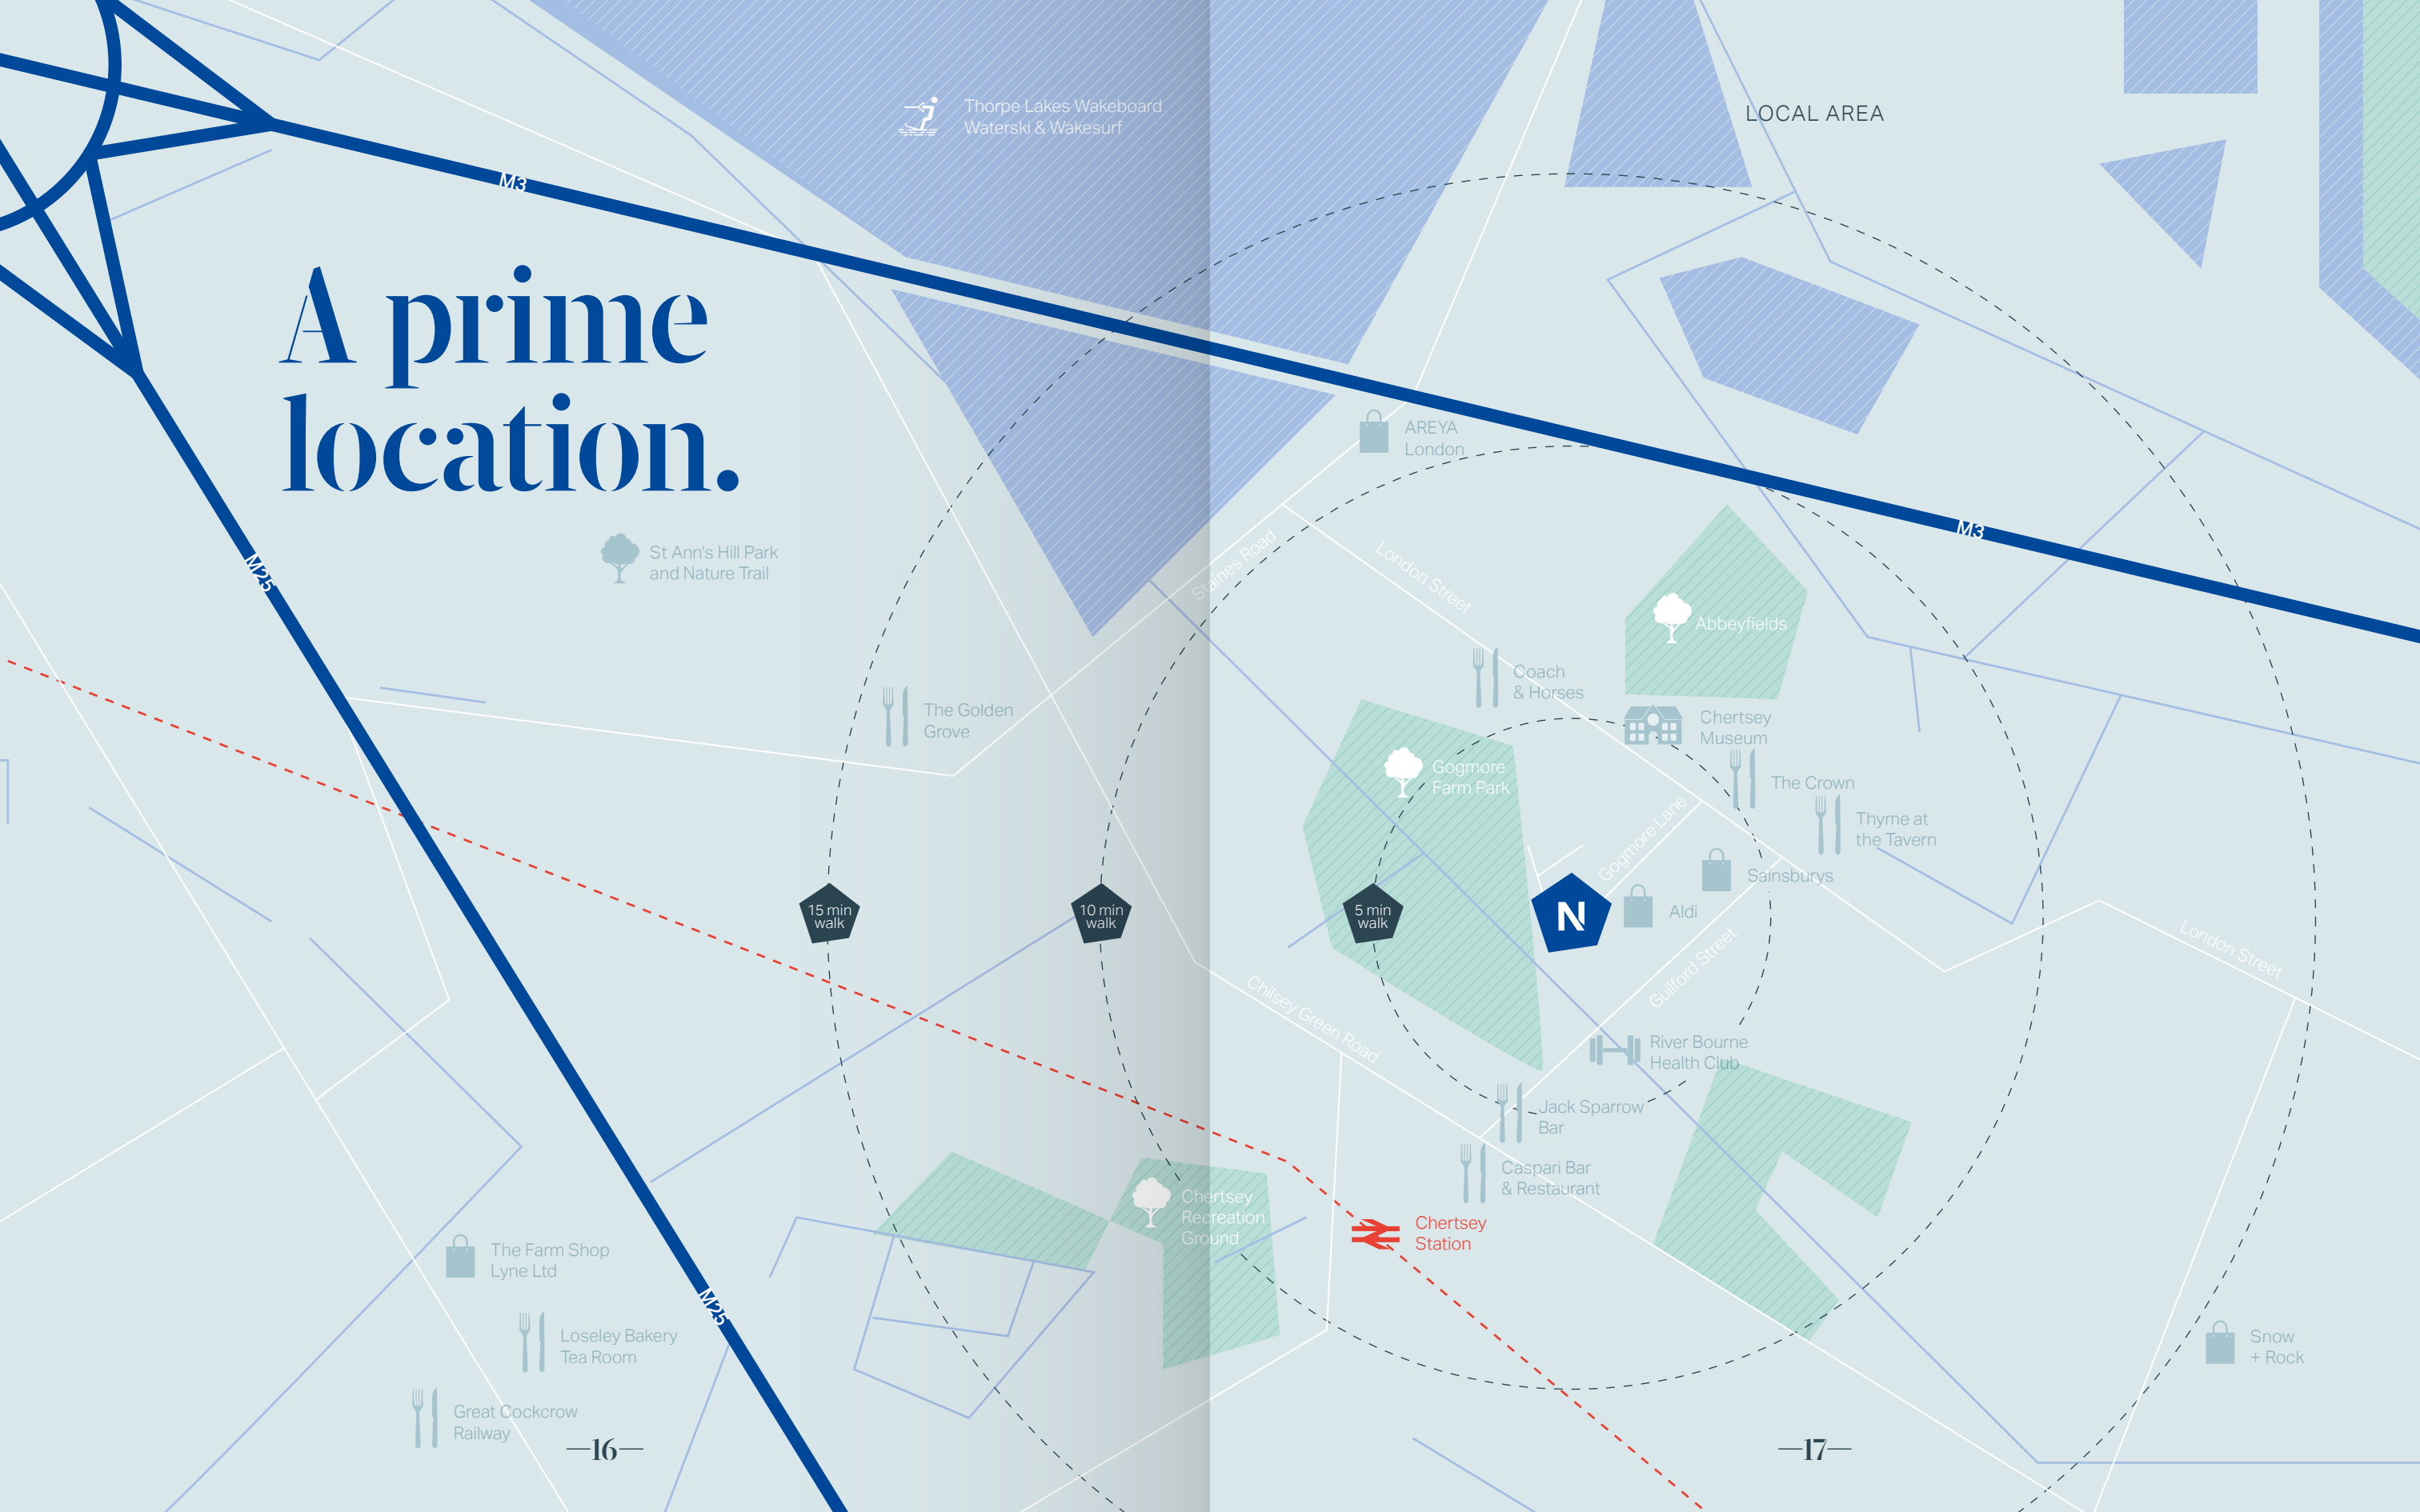 Thorpe Lakes Wakeboard
Waterski & Wakesurf
LOCAL AREA
M3
A prime
location.
AREYA
London
St Ann's Hill Park
and Nature Trail
M25
M3
Staines Road
London Street
Abbeyfields
Coach
& Horses
The Golden
Grove
Chertsey
Museum
Gogmore
Farm Park
The Crown
Thyme at
the Tavern
Gogmore Lane
Sainsburys
15 min
walk
10 min
walk
5 min
walk
N
Aldi
London Street
Guilford Street
Chilsey Green Road
River Bourne
Health Club
Jack Sparrow
Bar
Caspari Bar
& Restaurant
Chertsey
Recreation
Ground
Chertsey
Station
The Farm Shop
Lyne Ltd
M25
Loseley Bakery
Tea Room
Snow
+ Rock
Great Cockcrow
Railway
—16—
—17—